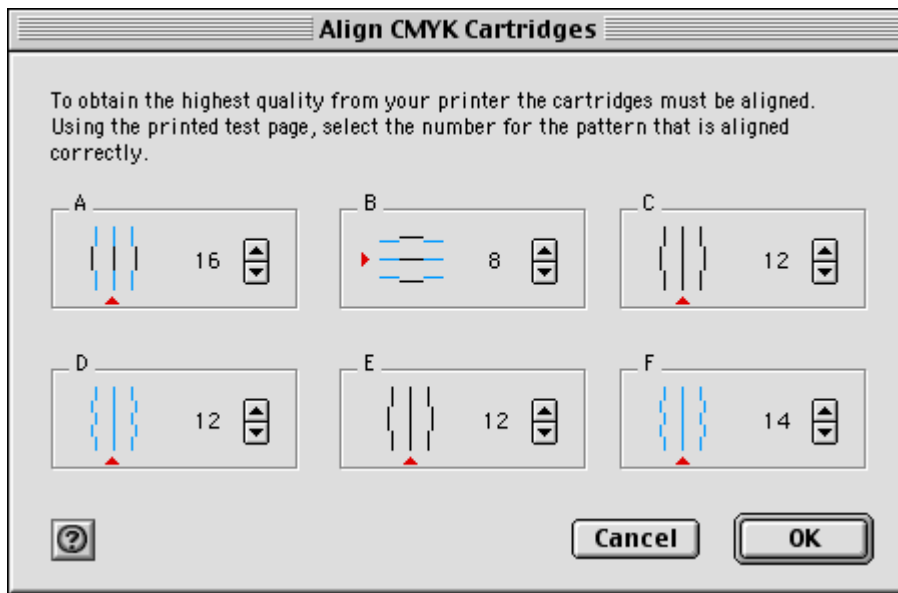 Align CMYK Cartridges
To obtain the highest quality from your printer the cartridges must be aligned.
Using the printed test page, select the number for the pattern that is aligned
correctly.
A B C
16 8 12
D E F
12 12 14
? Cancel OK